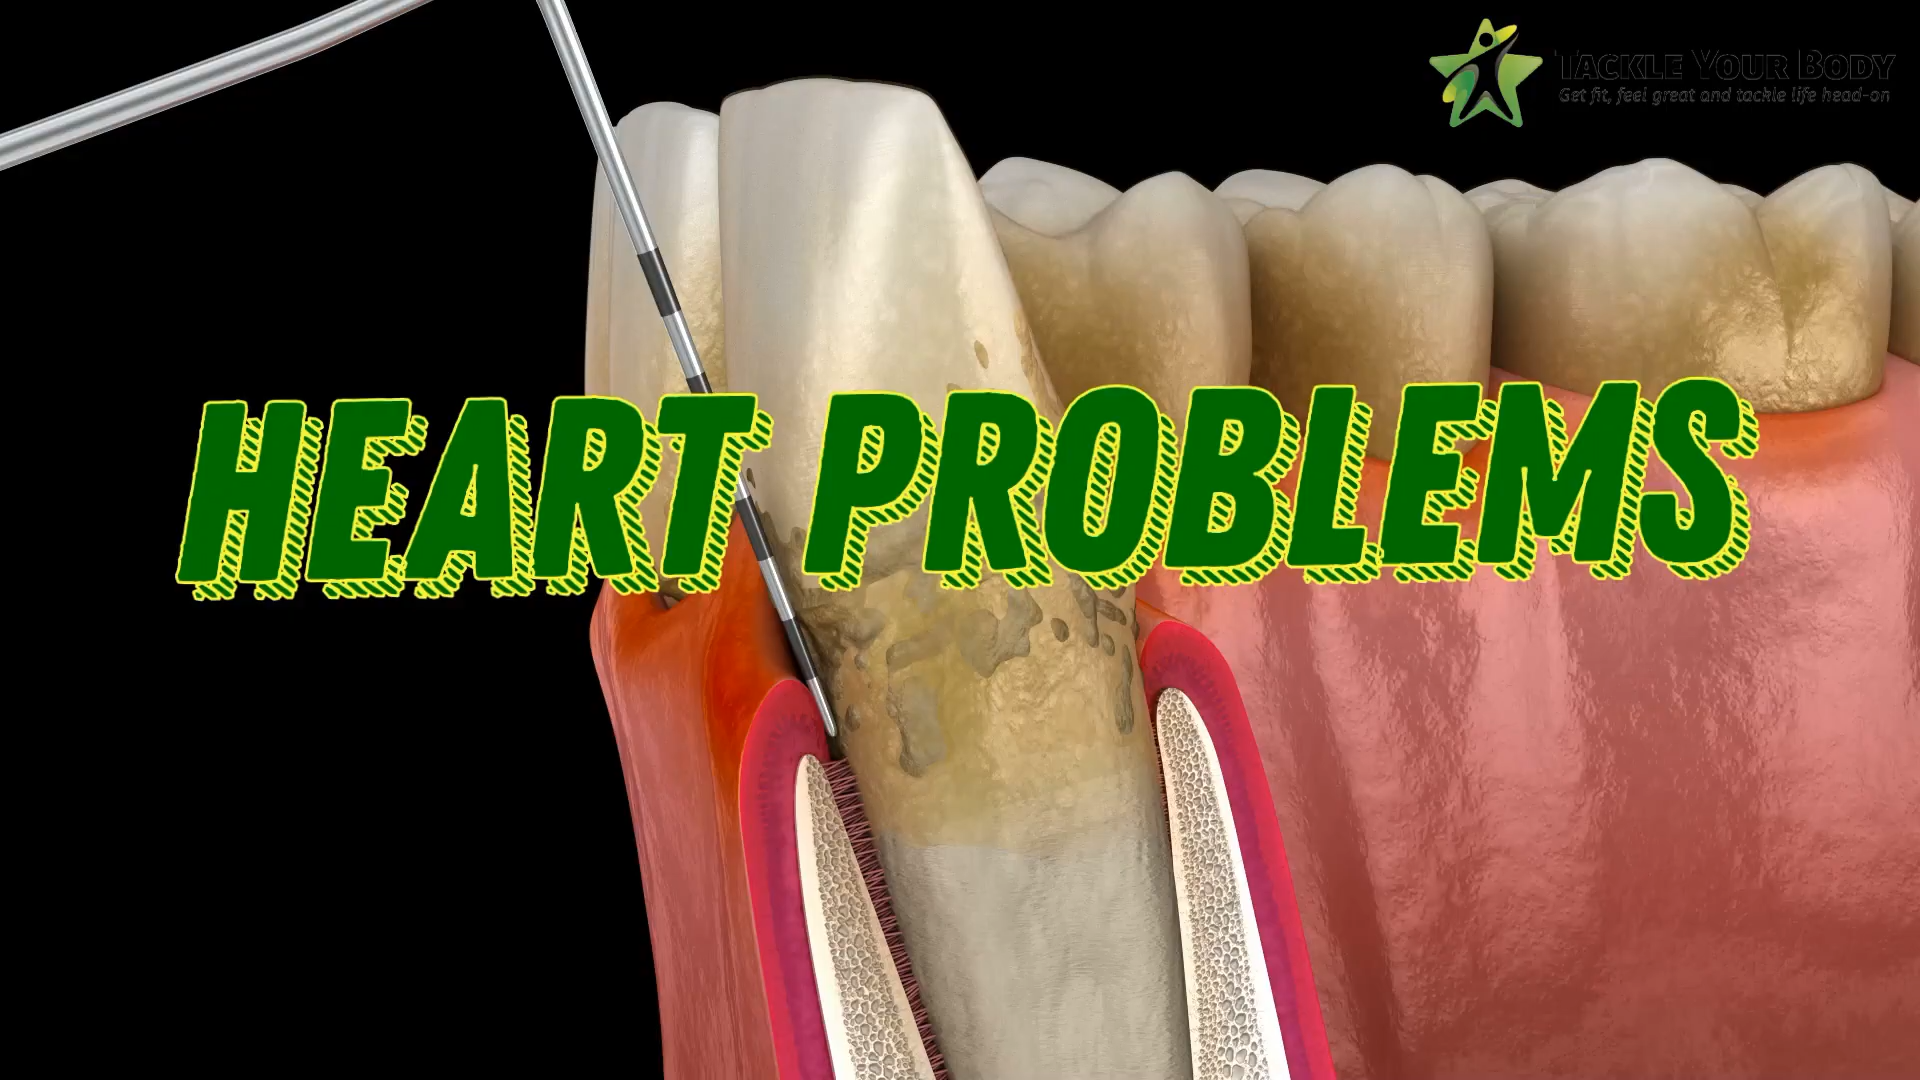 TACKLE YOUR BODY
Get fit, feel great and tackle life head-on
HEART PROBLEMS